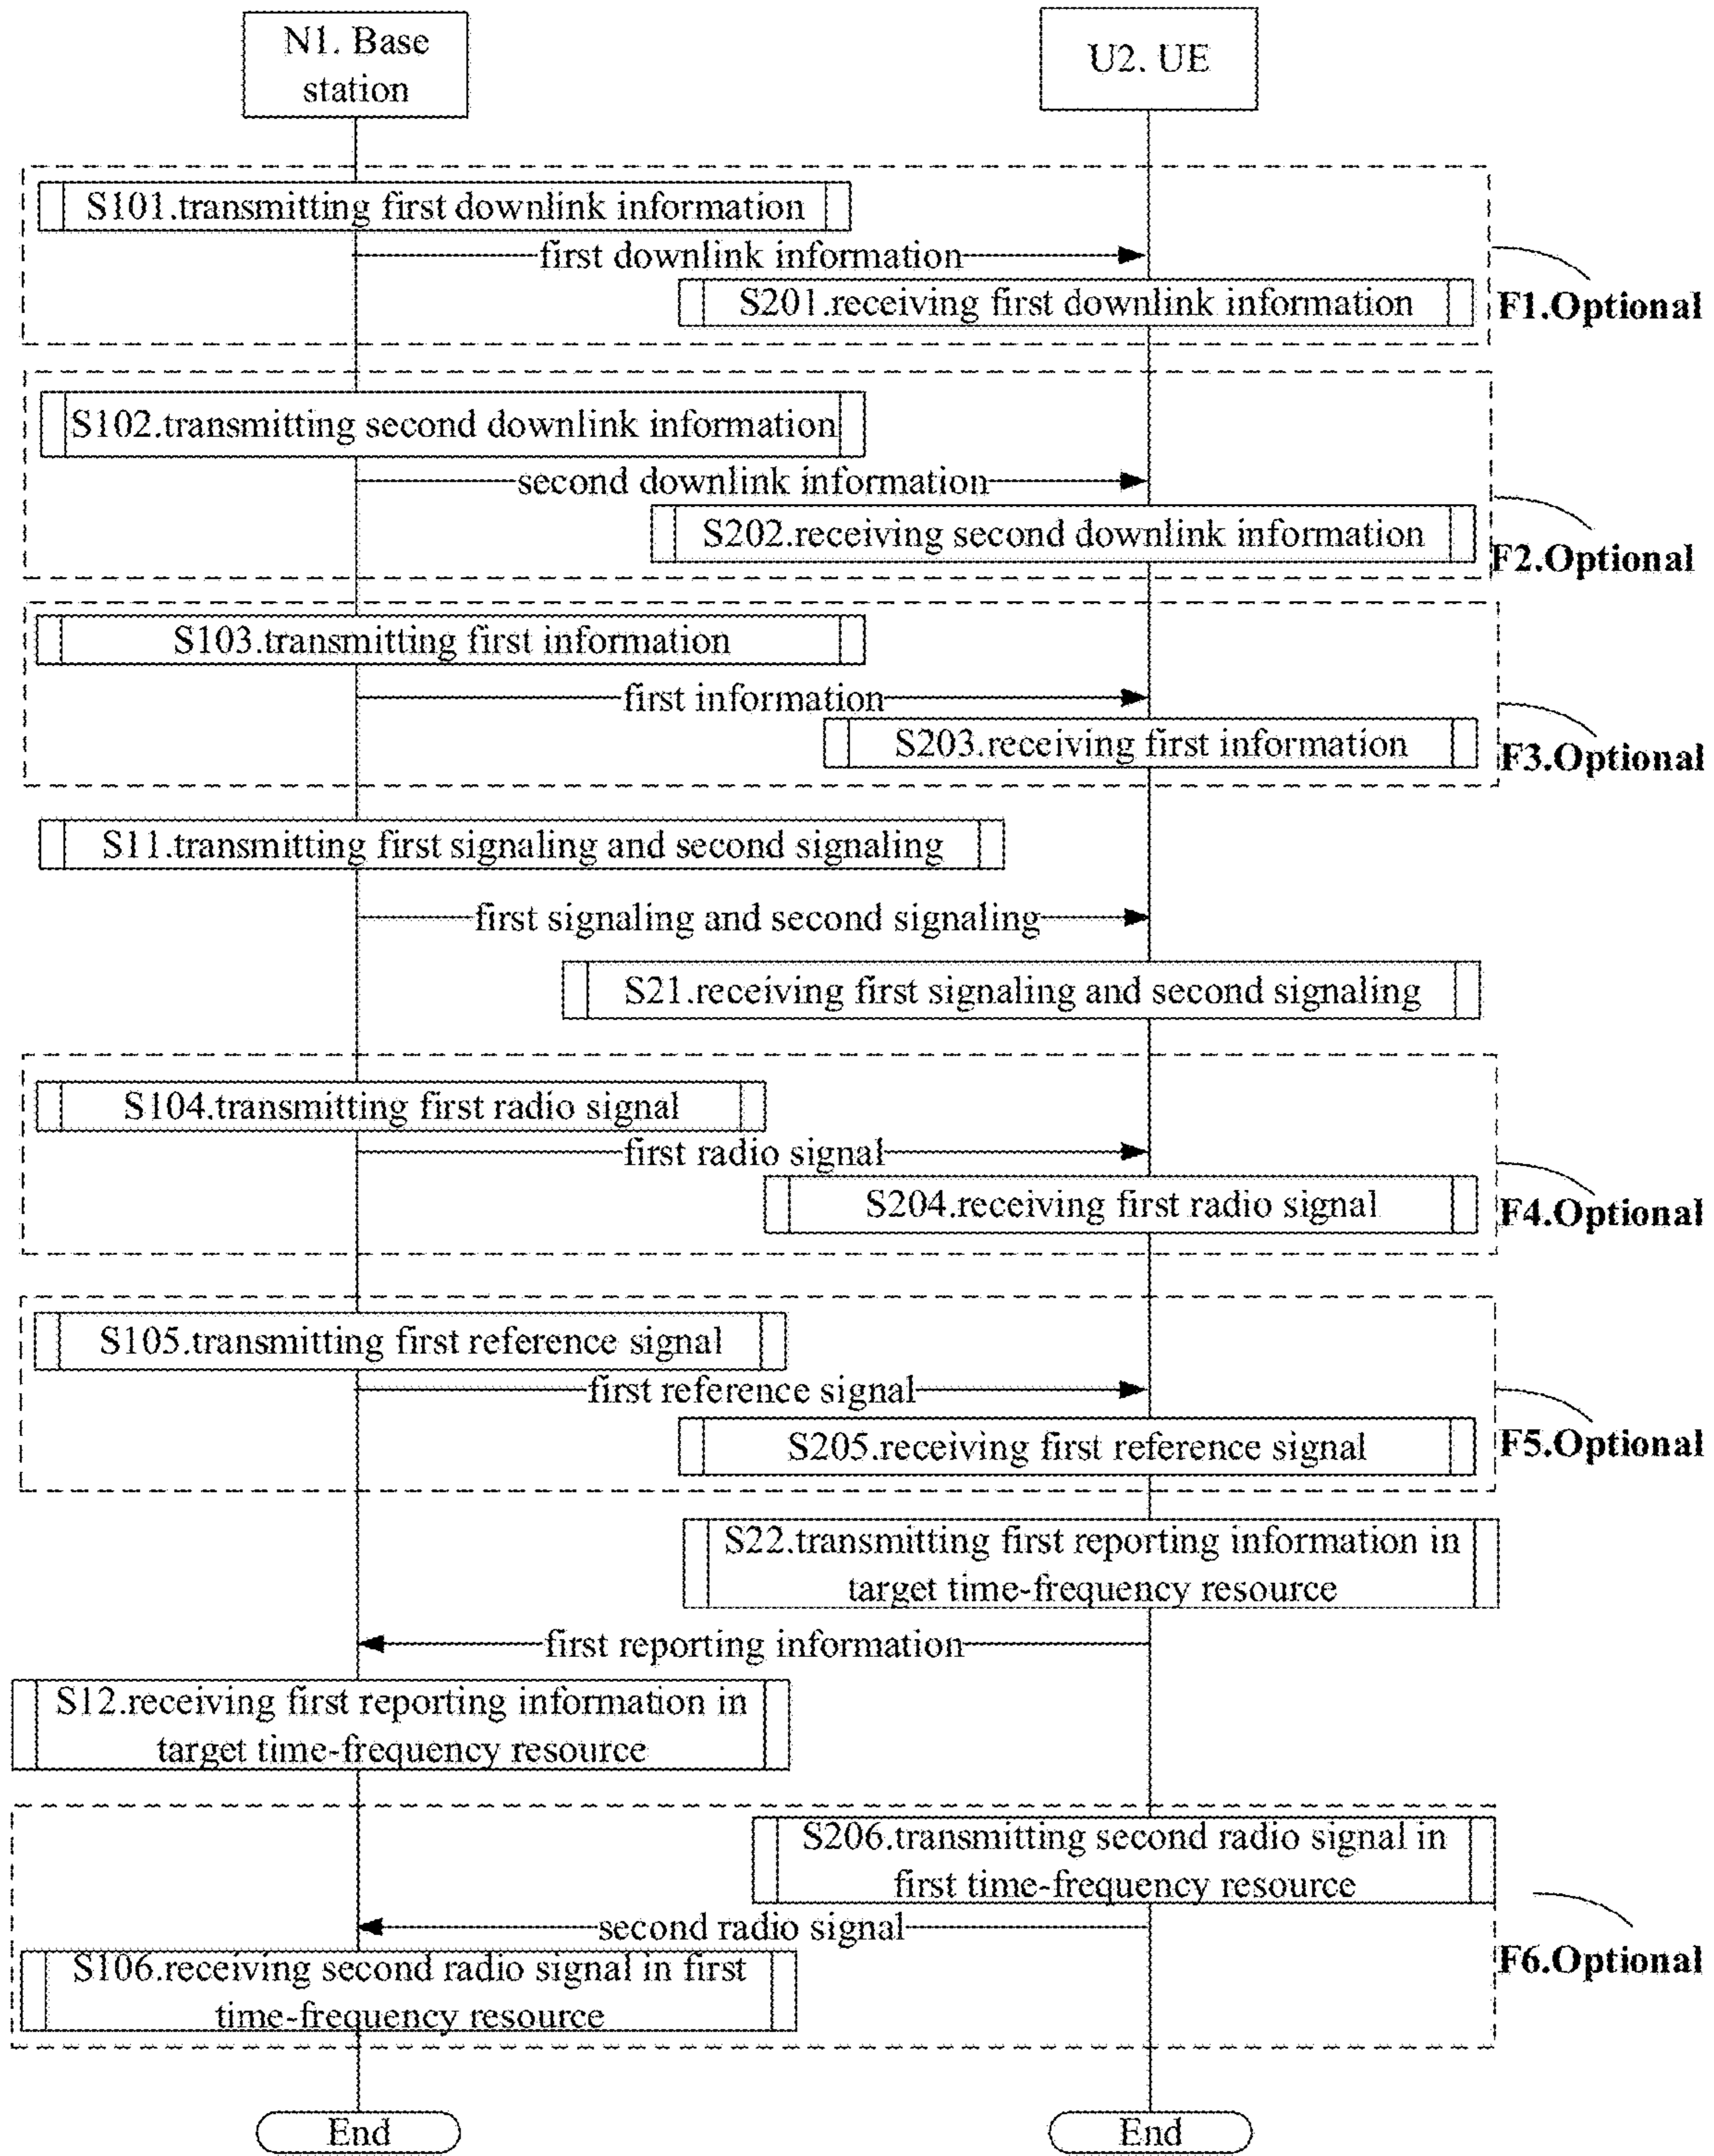 N1. Base
station
U2. UE
S101.transmitting first downlink information
first downlink information
S201.receiving first downlink information
F1.Optional
S102.transmitting second downlink information
second downlink information
S202.receiving second downlink information
F2.Optional
S103.transmitting first information
first information
S203.receiving first information
F3.Optional
S11.transmitting first signaling and second signaling
first signaling and second signaling
S21.receiving first signaling and second signaling
S104.transmitting first radio signal
first radio signal
S204.receiving first radio signal
F4.Optional
S105.transmitting first reference signal
first reference signal
S205.receiving first reference signal
F5.Optional
S22.transmitting first reporting information in
target time-frequency resource
first reporting information
S12.receiving first reporting information in
target time-frequency resource
S206.transmitting second radio signal in
first time-frequency resource
second radio signal
F6.Optional
S106.receiving second radio signal in first
time-frequency resource
End
End